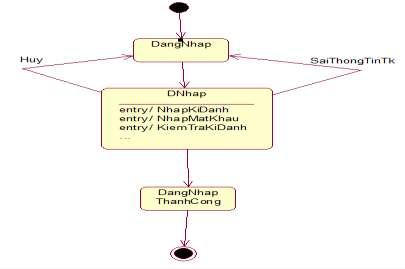 DangNhap
Huy
SaiThongTinTk
DNhap
entry/ NhapKiDanh
entry/ NhapMatKhau
entry/ KiemTraKiDanh
...
DangNhap
ThanhCong